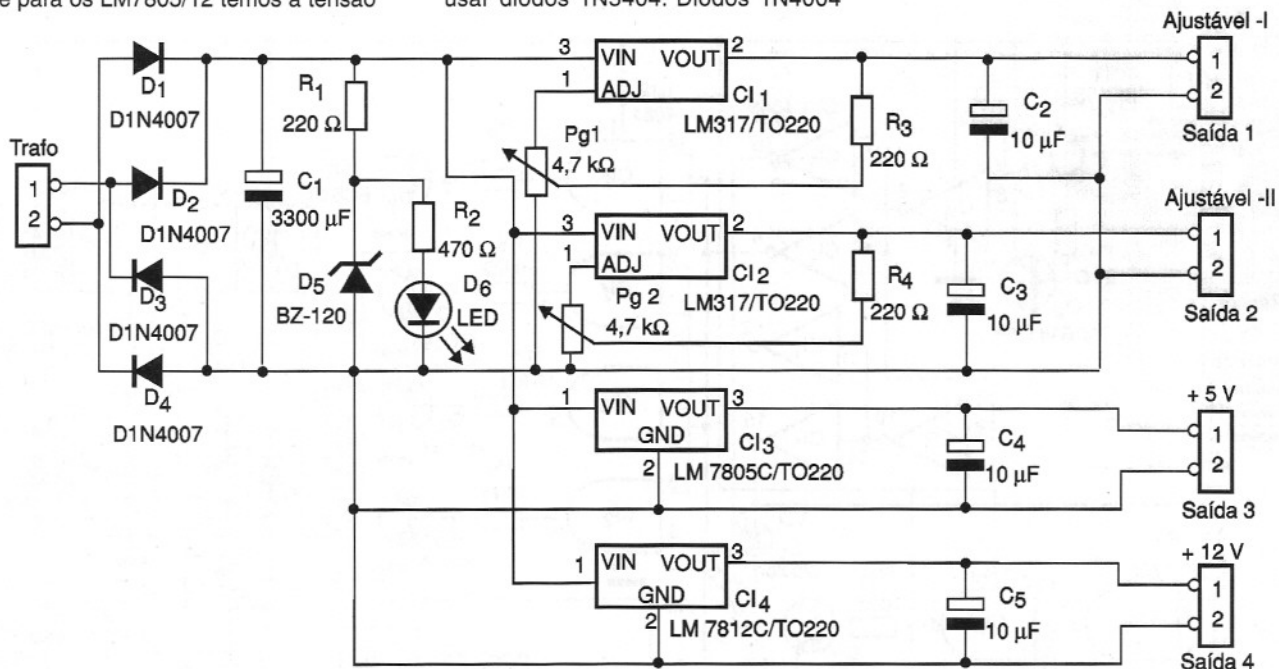 e para os LM7805/12 temos a tensão
usar diodos 1N5404. Diodos 1N4004
Ajustável -I
3 VIN VOUT 2
1 ADJ
CI1
LM317/TO220
1
2
Saída 1
D1
D1N4007
R1
220 Ω
Pg1
4,7 kΩ
R3
220 Ω
C2
10 µF
Trafo
1
2
D2
D1N4007
C1
3300 µF
R2
470 Ω
Ajustável -II
3 VIN VOUT 2
1 ADJ
CI2
LM317/TO220
1
2
Saída 2
D3
D1N4007
D5
BZ-120
D6
LED
Pg 2
4,7 kΩ
R4
220 Ω
C3
10 µF
D4
D1N4007
+ 5 V
1 VIN VOUT 3
GND
2
CI3
LM 7805C/TO220
C4
10 µF
1
2
Saída 3
+ 12 V
1 VIN VOUT 3
GND
2
CI4
LM 7812C/TO220
C5
10 µF
1
2
Saída 4